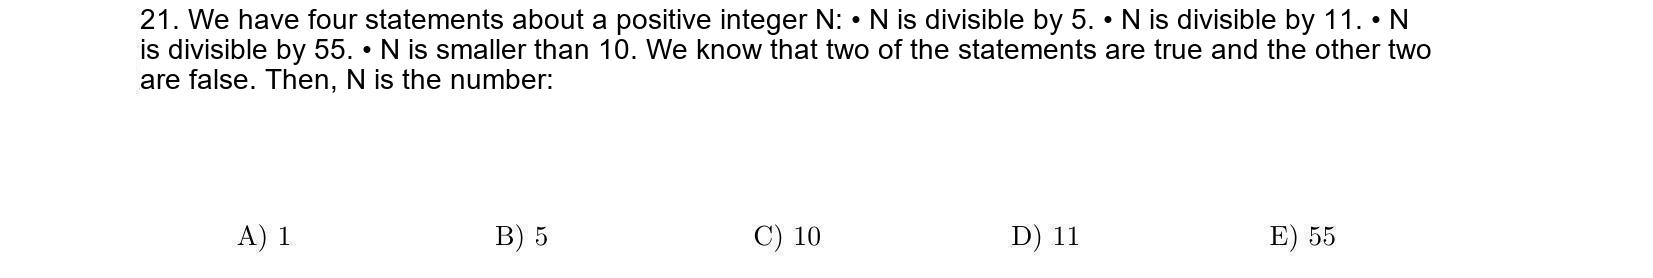 21. We have four statements about a positive integer N: • N is divisible by 5. • N is divisible by 11. • N
is divisible by 55. • N is smaller than 10. We know that two of the statements are true and the other two
are false. Then, N is the number:
A) 1 B) 5 C) 10 D) 11 E) 55